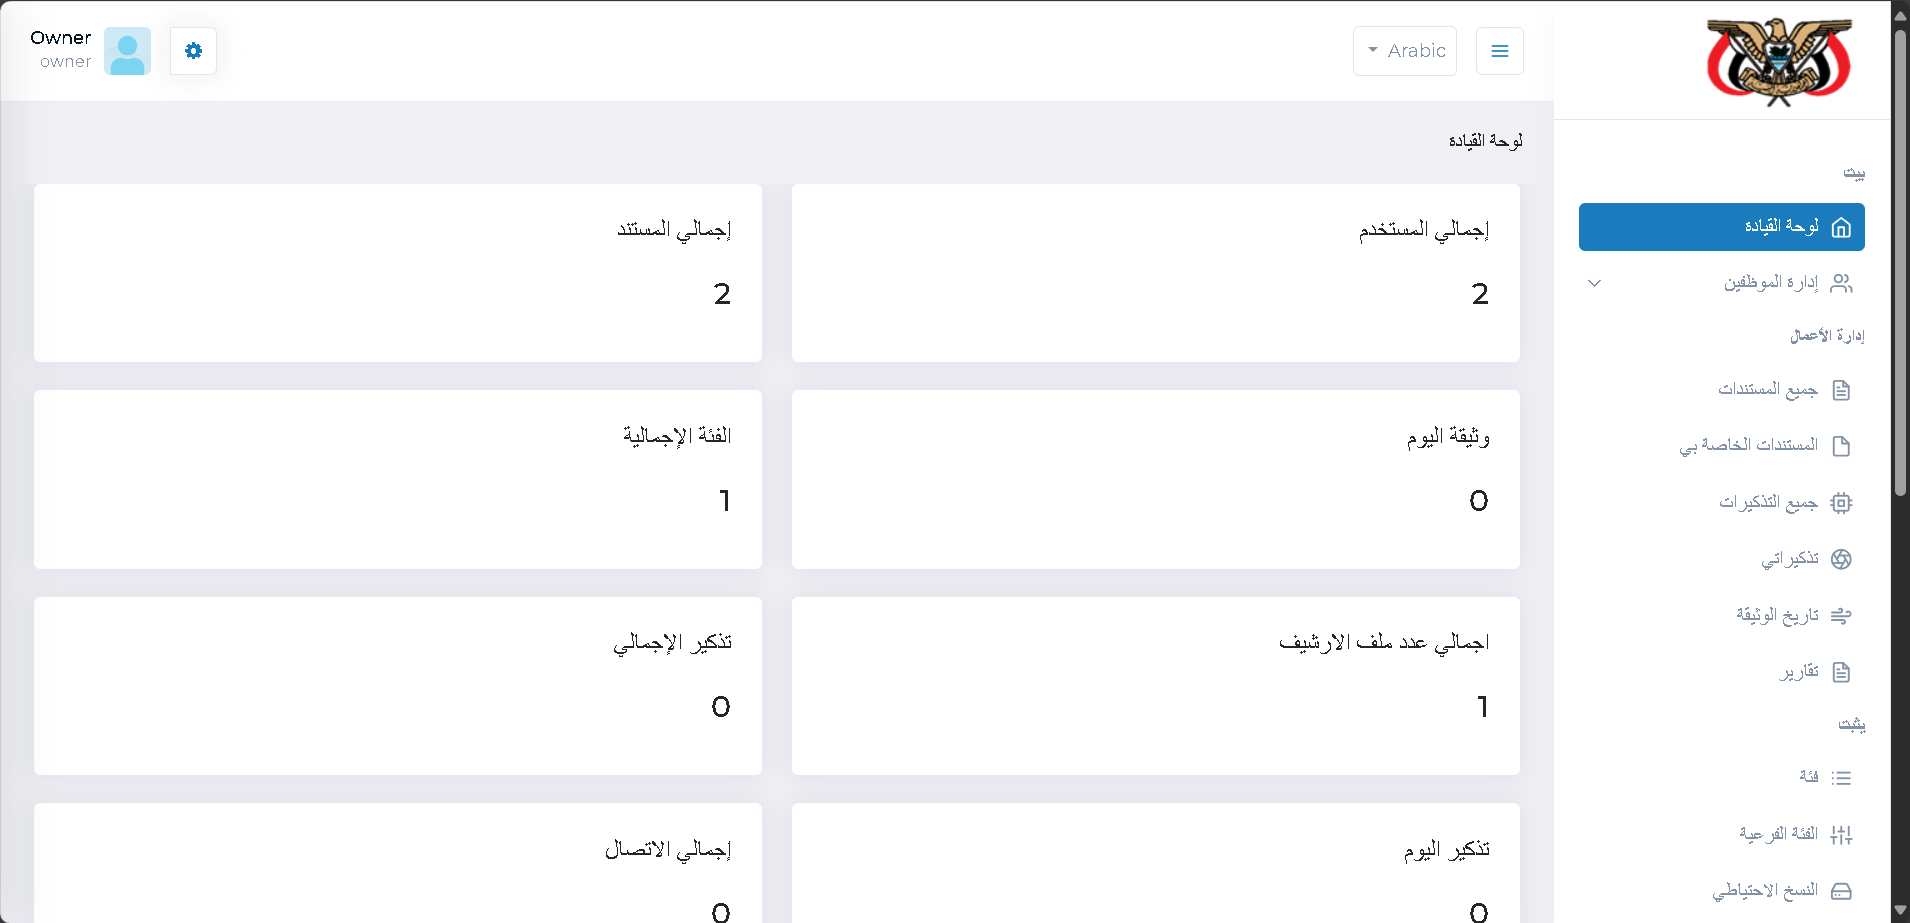 Owner
owner
Arabic
بيت
لوحة القيادة
إدارة الموظفين
إدارة الأعمال
جميع المستندات
المستندات الخاصة بي
جميع التذكيرات
تذكيراتي
تاريخ الوثيقة
تقارير
يثبت
فئة
الفئة الفرعية
النسخ الاحتياطي
لوحة القيادة
إجمالي المستخدم
2
إجمالي المستند
2
وثيقة اليوم
0
الفئة الإجمالية
1
اجمالي عدد ملف الارشيف
1
تذكير الإجمالي
0
تذكير اليوم
0
إجمالي الاتصال
0